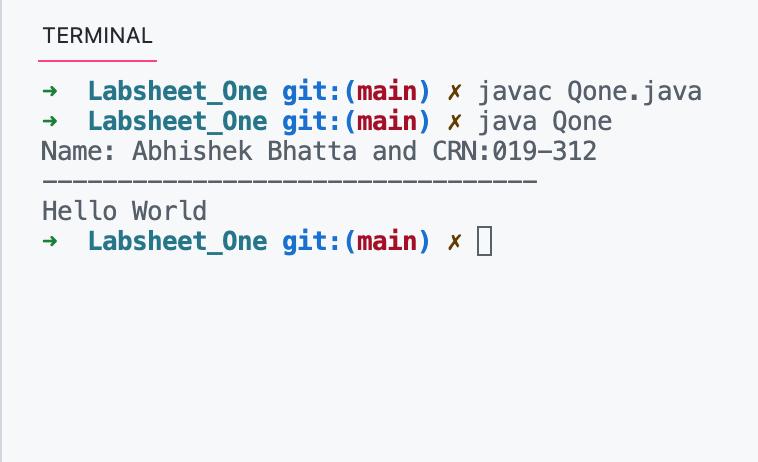 TERMINAL
➜  Labsheet_One git:(main) ✗ javac Qone.java
➜  Labsheet_One git:(main) ✗ java Qone
Name: Abhishek Bhatta and CRN:019-312
---------------------------------
Hello World
➜  Labsheet_One git:(main) ✗